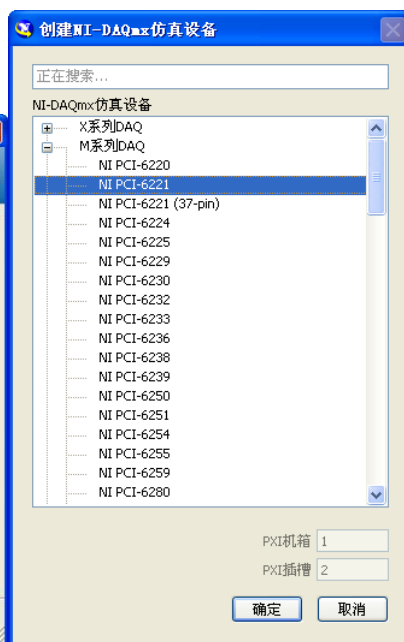 创建NI-DAQmx仿真设备
正在搜索...
NI-DAQmx仿真设备
X系列DAQ
M系列DAQ
NI PCI-6220
NI PCI-6221
NI PCI-6221 (37-pin)
NI PCI-6224
NI PCI-6225
NI PCI-6229
NI PCI-6230
NI PCI-6232
NI PCI-6233
NI PCI-6236
NI PCI-6238
NI PCI-6239
NI PCI-6250
NI PCI-6251
NI PCI-6254
NI PCI-6255
NI PCI-6259
NI PCI-6280
PXI机箱 1
PXI插槽 2
确定 取消